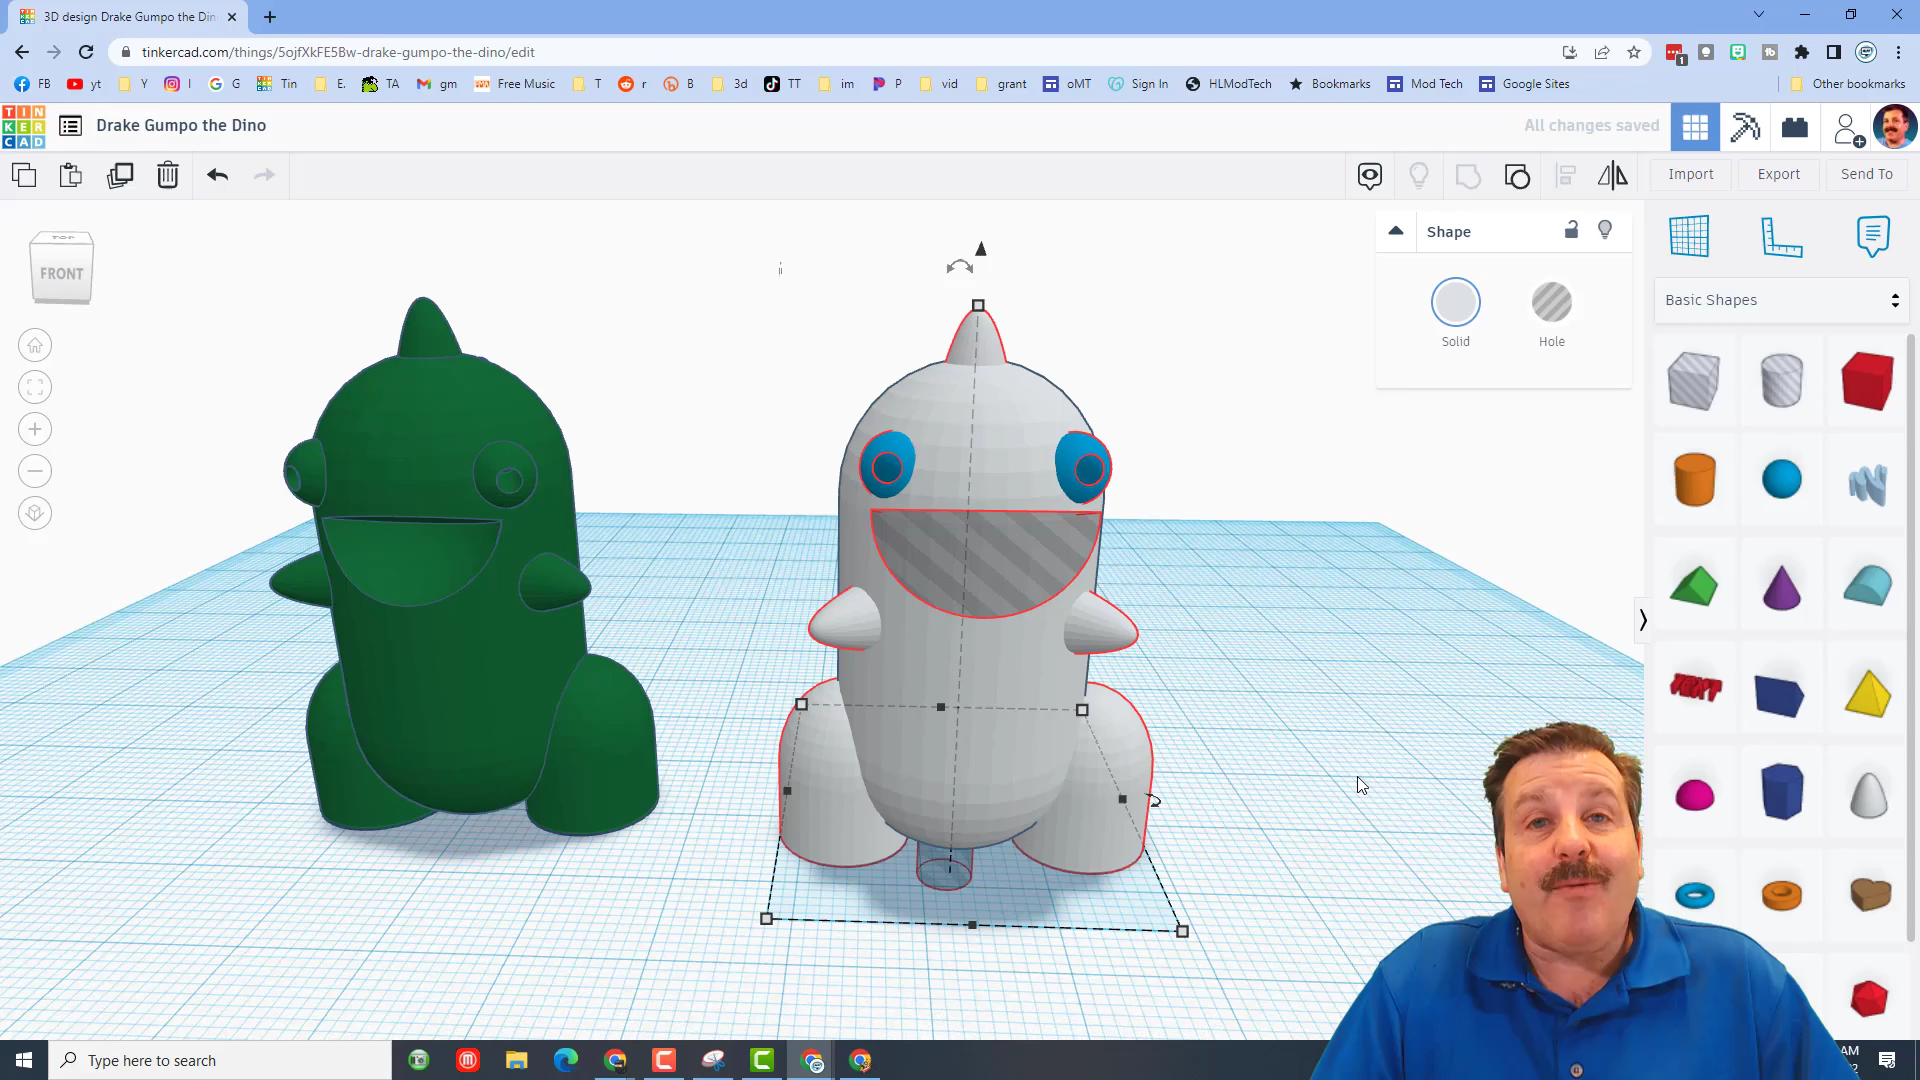 3D design Drake Gumpo the Din
tinkercad.com/things/5ojfXkFE5Bw-drake-gumpo-the-dino/edit
1
FB yt Y I G Tin E. TA gm Free Music T r B 3d TT im P vid grant oMT Sign In HLModTech Bookmarks Mod Tech Google Sites Other bookmarks
TIN
KER
CAD
Drake Gumpo the Dino
All changes saved
Import Export Send To
TOP
FRONT
Shape
Solid Hole
Basic Shapes
TEXT
Type here to search
AM